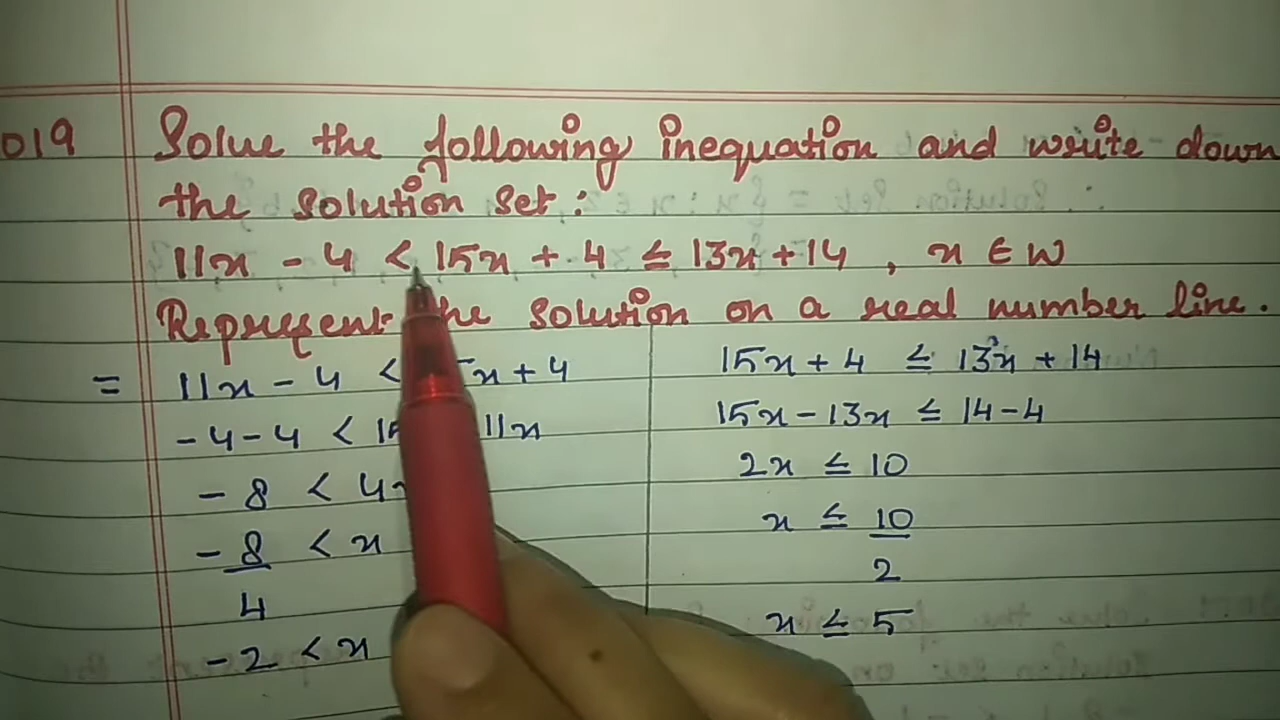 019 Solve the following inequation and write down
the solution set :
11x - 4 < 15x + 4 ≤ 13x + 14 , x ∈ W
Represent the solution on a real number line.
= 11x - 4 < x + 4
-4 - 4 < 11x
-8 < 4
-8 < x
4
-2 < x
15x + 4 ≤ 13x + 14
15x - 13x ≤ 14 - 4
2x ≤ 10
x ≤ 10
2
x ≤ 5